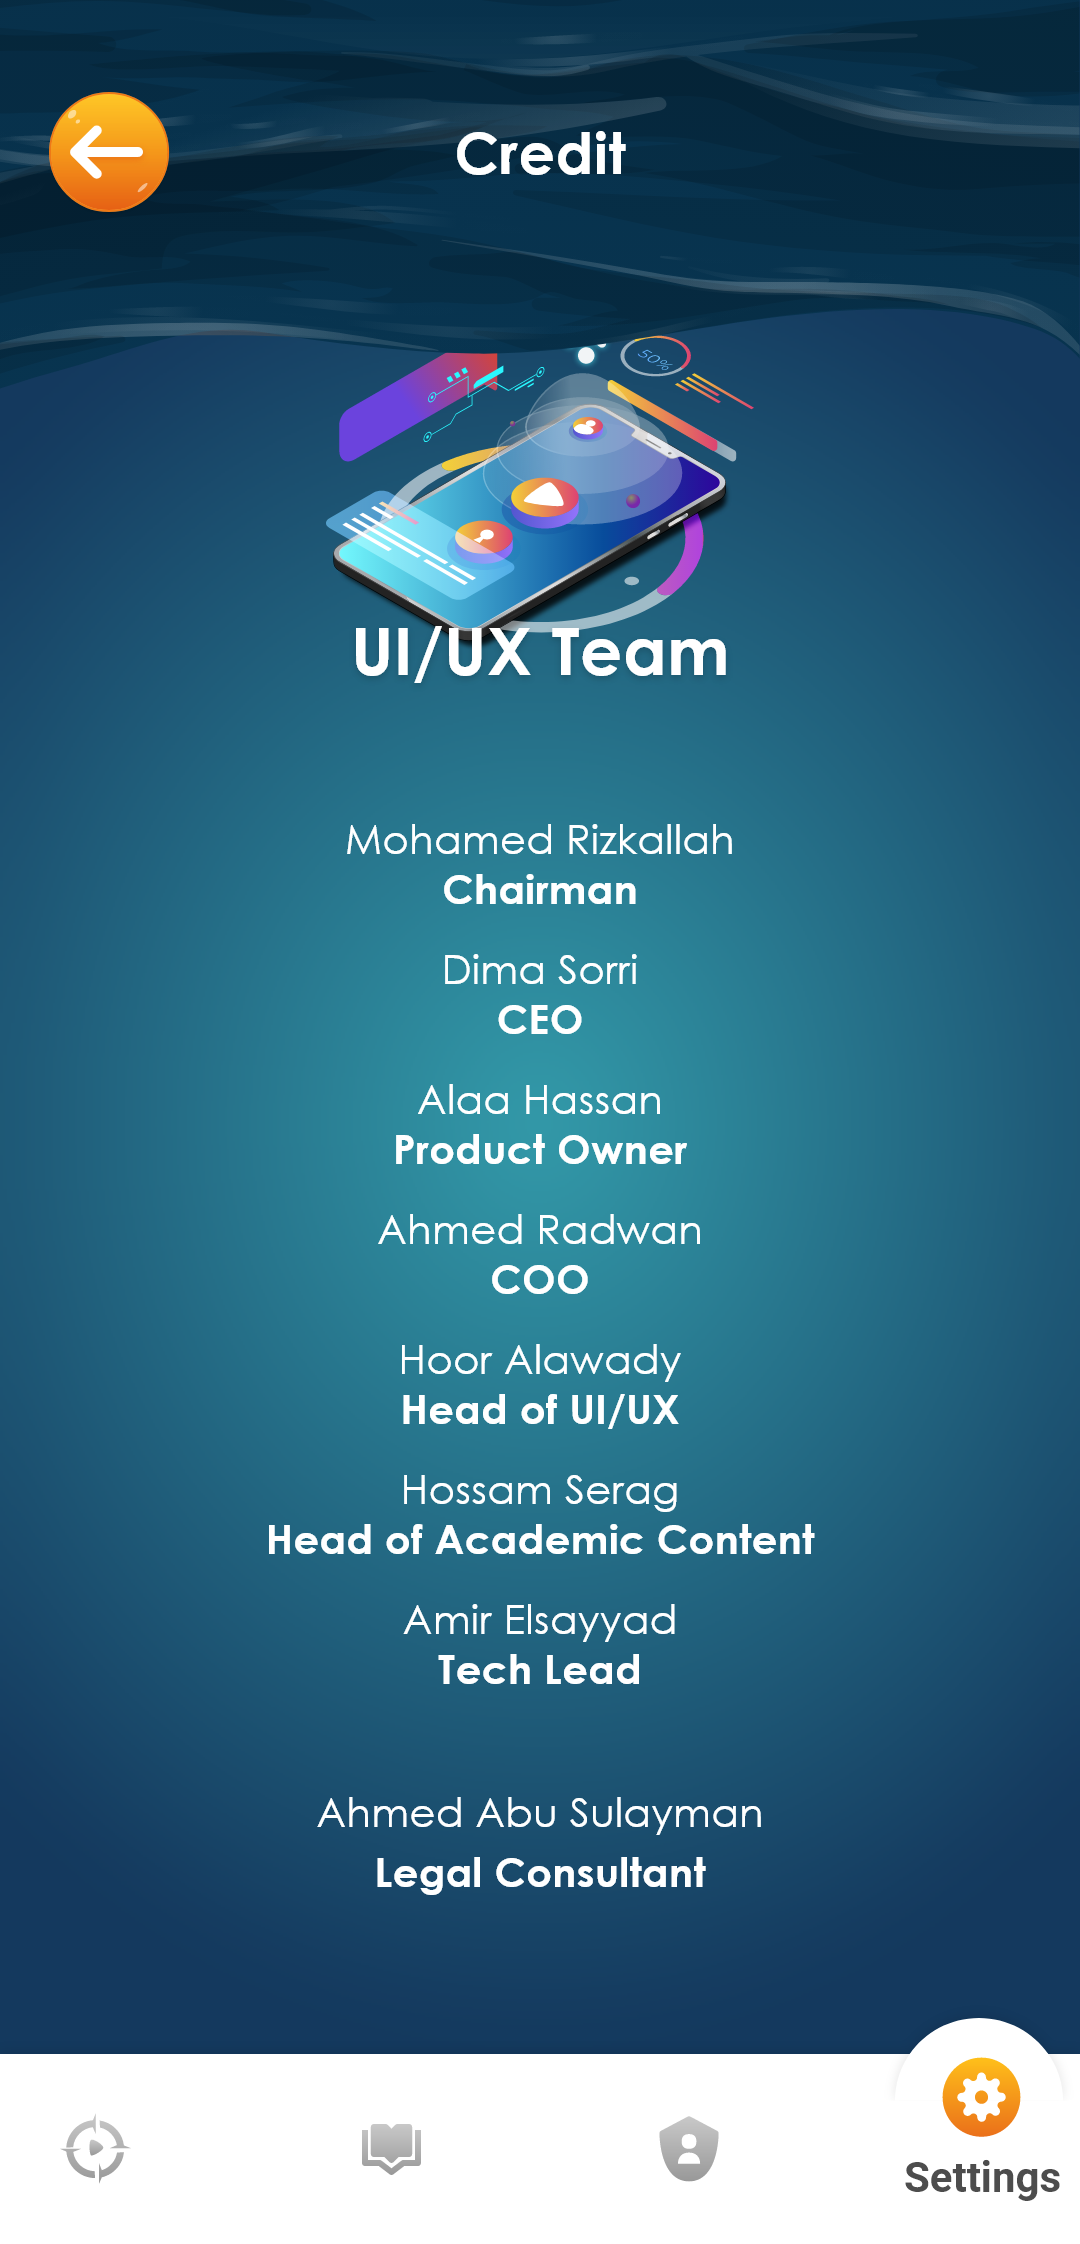 Credit
50%
UI/UX Team
Mohamed Rizkallah
Chairman
Dima Sorri
CEO
Alaa Hassan
Product Owner
Ahmed Radwan
COO
Hoor Alawady
Head of UI/UX
Hossam Serag
Head of Academic Content
Amir Elsayyad
Tech Lead
Ahmed Abu Sulayman
Legal Consultant
Settings